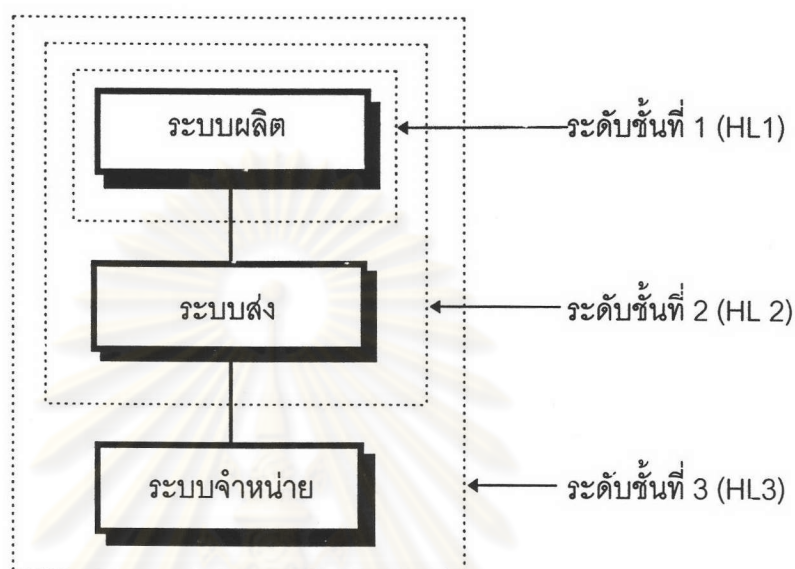 ระบบผลิต
ระดับชั้นที่ 1 (HL1)
ระบบส่ง
ระดับชั้นที่ 2 (HL 2)
ระบบจำหน่าย
ระดับชั้นที่ 3 (HL3)